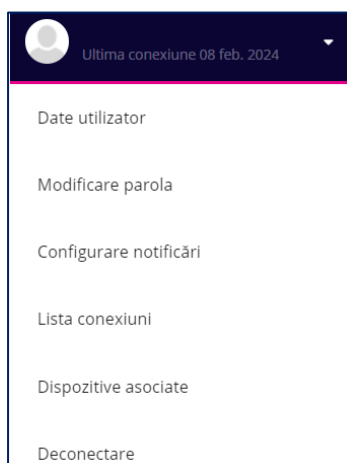 Ultima conexiune 08 feb. 2024
Date utilizator
Modificare parola
Configurare notificări
Lista conexiuni
Dispozitive asociate
Deconectare